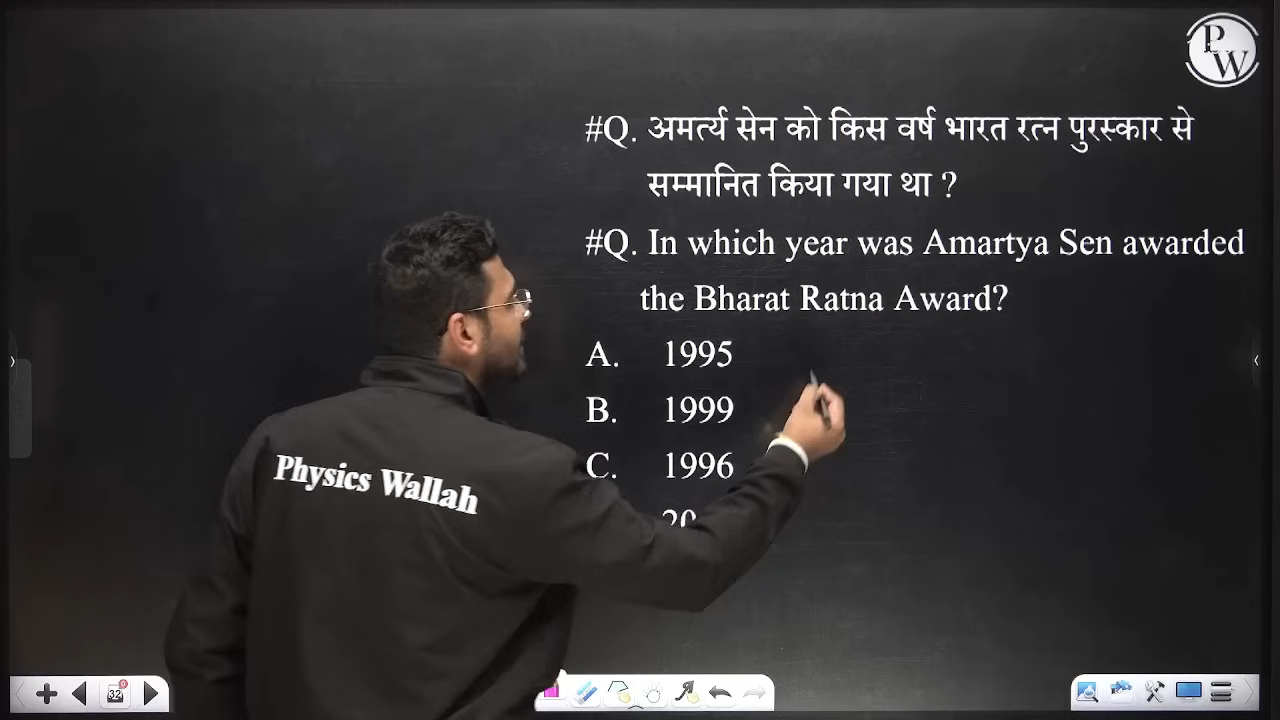 PW
#Q. अमर्त्य सेन को किस वर्ष भारत रत्न पुरस्कार से
सम्मानित किया गया था ?
#Q. In which year was Amartya Sen awarded
the Bharat Ratna Award?
A. 1995
B. 1999
C. 1996
Physics Wallah
32